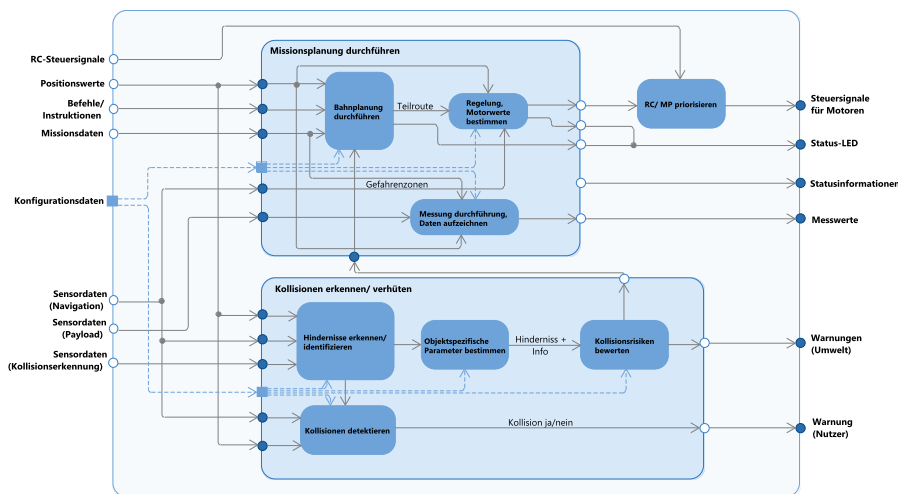 RC-Steuersignale
Positionswerte
Befehle/
Instruktionen
Missionsdaten
Konfigurationsdaten
Sensordaten
(Navigation)
Sensordaten
(Payload)
Sensordaten
(Kollisionserkennung)
Missionsplanung durchführen
Bahnplanung
durchführen
Teilroute
Regelung,
Motorwerte
bestimmen
Gefahrenzonen
Messung durchführung,
Daten aufzeichnen
RC/ MP priorisieren
Kollisionen erkennen/ verhüten
Hindernisse erkennen/
identifizieren
Objektspezifische
Parameter bestimmen
Hinderniss +
Info
Kollisionsrisiken
bewerten
Kollisionen detektieren
Kollision ja/nein
Steuersignale
für Motoren
Status-LED
Statusinformationen
Messwerte
Warnungen
(Umwelt)
Warnung
(Nutzer)